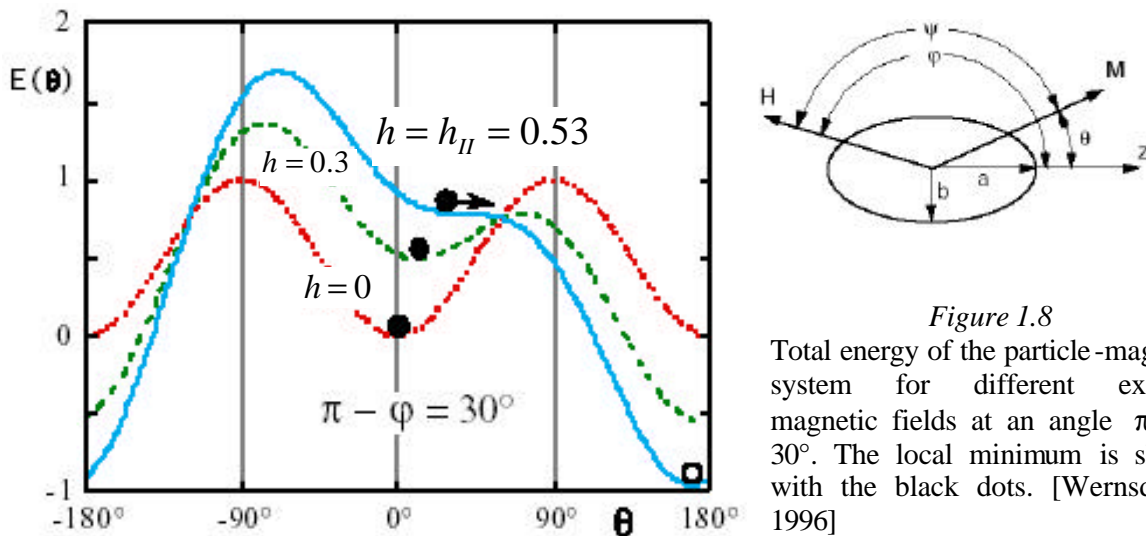 2
E(θ)
1
0
-1
-180°
-90°
0°
θ
90°
180°
h = h_II = 0.53
h = 0.3
h = 0
π − φ = 30°
ψ
φ
H
M
θ
z
a
b
Figure 1.8
Total energy of the particle-mag
system for different ex
magnetic fields at an angle π
30°. The local minimum is s
with the black dots. [Wernsc
1996]